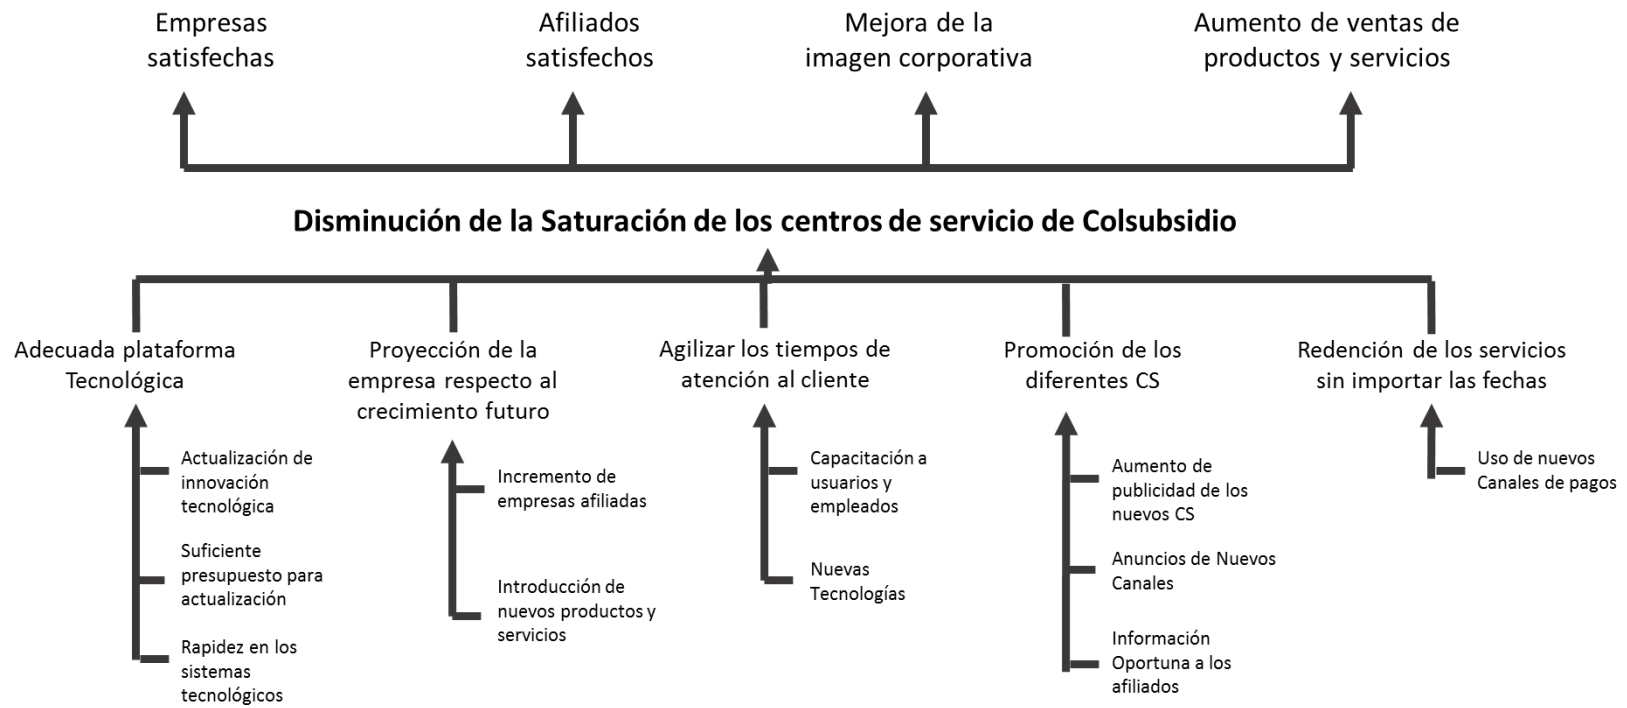 Empresas
satisfechas
Afiliados
satisfechos
Mejora de la
imagen corporativa
Aumento de ventas de
productos y servicios
Disminución de la Saturación de los centros de servicio de Colsubsidio
Adecuada plataforma
Tecnológica
Proyección de la
empresa respecto al
crecimiento futuro
Agilizar los tiempos de
atención al cliente
Promoción de los
diferentes CS
Redención de los servicios
sin importar las fechas
Actualización de
innovación
tecnológica
Suficiente
presupuesto para
actualización
Rapidez en los
sistemas
tecnológicos
Incremento de
empresas afiliadas
Introducción de
nuevos productos y
servicios
Capacitación a
usuarios y
empleados
Nuevas
Tecnologías
Aumento de
publicidad de los
nuevos CS
Anuncios de Nuevos
Canales
Información
Oportuna a los
afiliados
Uso de nuevos
Canales de pagos